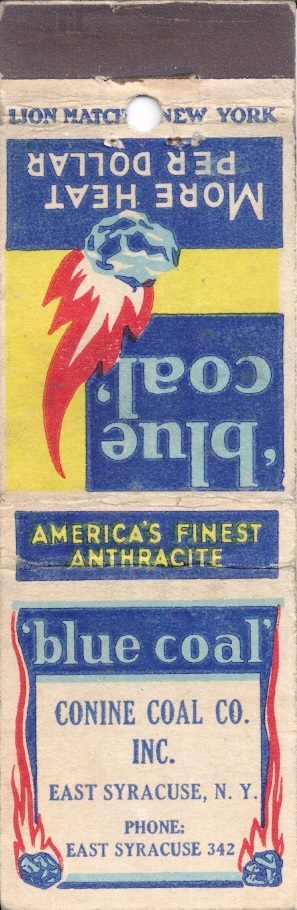 LION MATCH NEW YORK
MORE HEAT
PER DOLLAR
'blue
coal'
AMERICA'S FINEST
ANTHRACITE
'blue coal'
CONINE COAL CO.
INC.
EAST SYRACUSE, N. Y.
PHONE:
EAST SYRACUSE 342